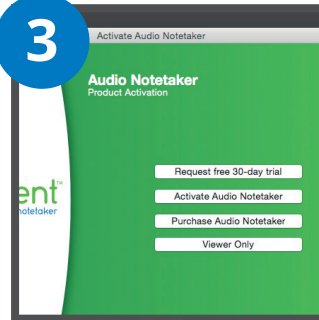 3
Activate Audio Notetaker
Audio Notetaker
Product Activation
Request free 30-day trial
ent™
notetaker
Activate Audio Notetaker
Purchase Audio Notetaker
Viewer Only